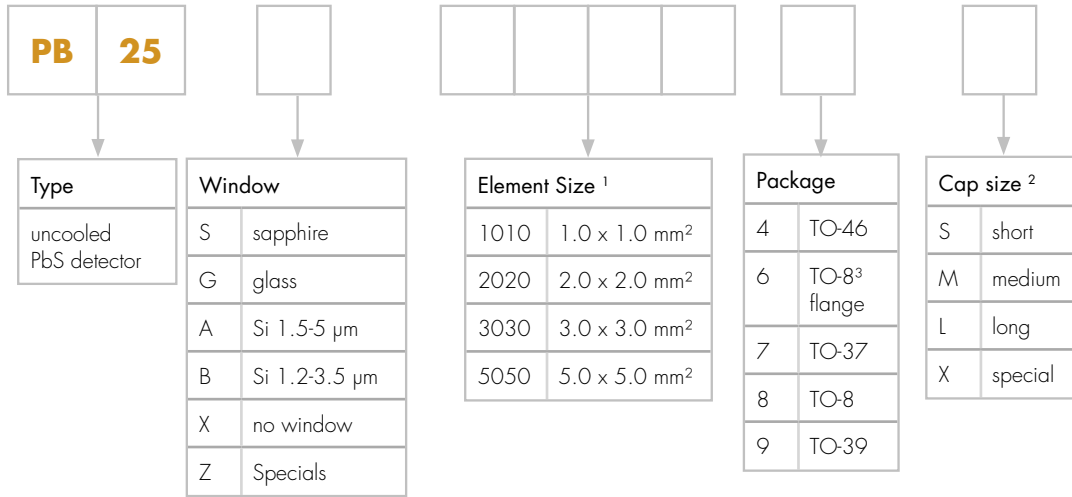 PB 25
Type
uncooled
PbS detector
Window
S sapphire
G glass
A Si 1.5-5 µm
B Si 1.2-3.5 µm
X no window
Z Specials
Element Size ¹
1010 1.0 x 1.0 mm²
2020 2.0 x 2.0 mm²
3030 3.0 x 3.0 mm²
5050 5.0 x 5.0 mm²
Package
4 TO-46
6 TO-8³
flange
7 TO-37
8 TO-8
9 TO-39
Cap size ²
S short
M medium
L long
X special